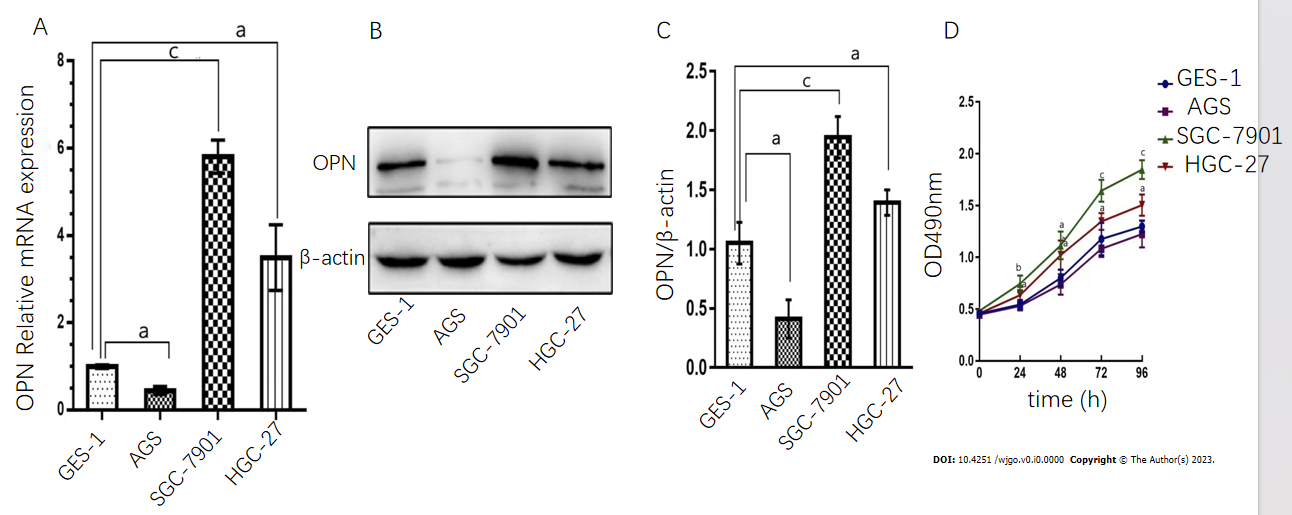 A
OPN Relative mRNA expression
8
6
4
2
0
a
c
a
GES-1
AGS
SGC-7901
HGC-27
B
OPN
β-actin
GES-1
AGS
SGC-7901
HGC-27
C
OPN/β-actin
2.5
2.0
1.5
1.0
0.5
0.0
a
c
a
GES-1
AGS
SGC-7901
HGC-27
D
GES-1
AGS
SGC-7901
HGC-27
OD490nm
2.5
2.0
1.5
1.0
0.5
0.0
b
a
a
a
c
a
c
a
0 24 48 72 96
time (h)
DOI: 10.4251 /wjgo.v0.i0.0000 Copyright © The Author(s) 2023.